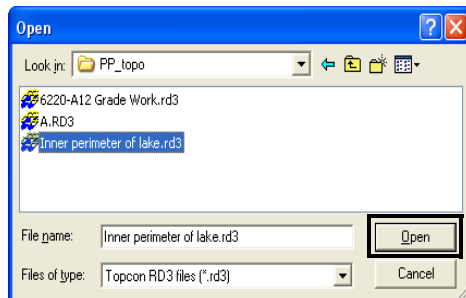 Open
Look in: PP_topo
6220-A12 Grade Work.rd3
A.RD3
Inner perimeter of lake.rd3
File name: Inner perimeter of lake.rd3 Open
Files of type: Topcon RD3 files (*.rd3) Cancel